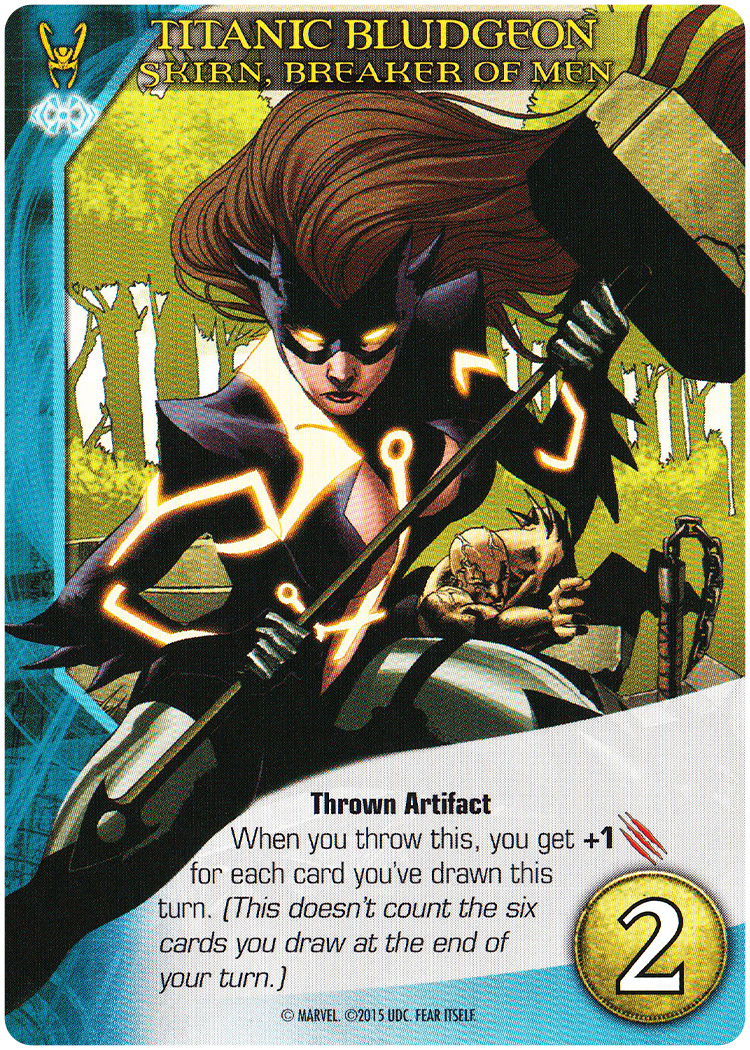 TITANIC BLUDGEON
SKIRN, BREAKER OF MEN
Thrown Artifact
When you throw this, you get +1
for each card you've drawn this
turn. (This doesn't count the six
cards you draw at the end of
your turn.)
2
© MARVEL. ©2015 UDC. FEAR ITSELF.